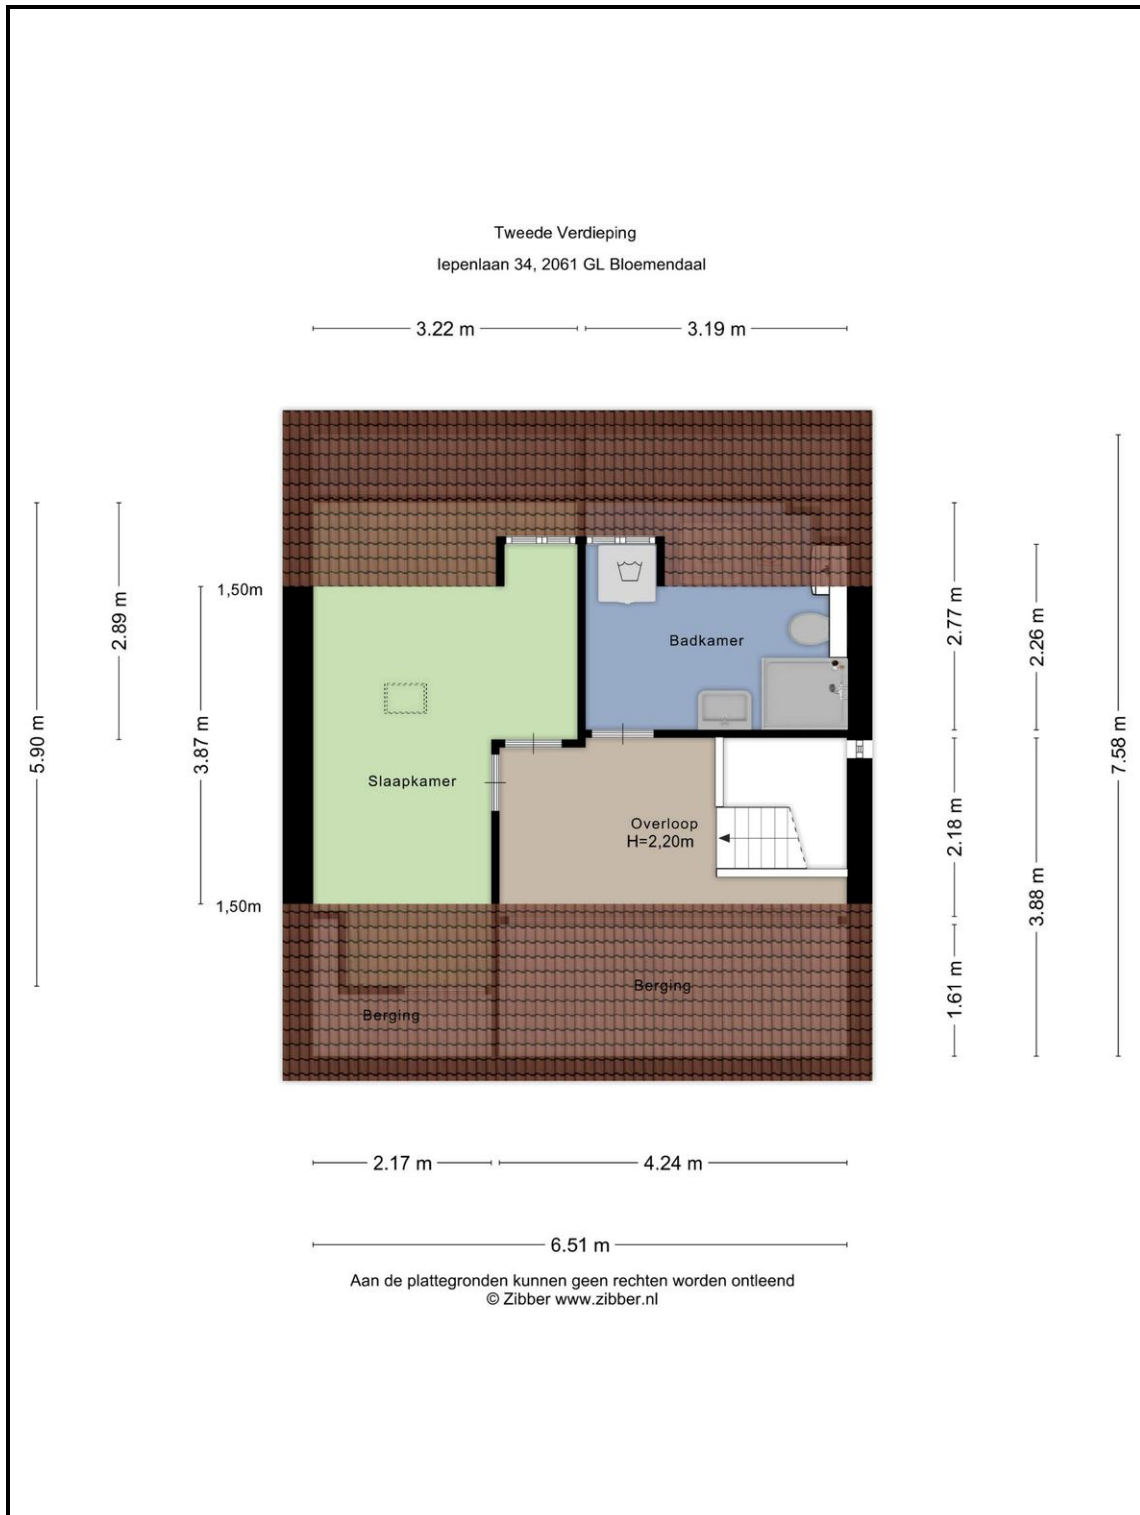 Tweede Verdieping
Iepenlaan 34, 2061 GL Bloemendaal
3.22 m
3.19 m
1,50m
Badkamer
2.89 m
2.77 m
2.26 m
5.90 m
3.87 m
7.58 m
Slaapkamer
Overloop
H=2,20m
2.18 m
3.88 m
1,50m
Berging
1.61 m
Berging
2.17 m
4.24 m
6.51 m
Aan de plattegronden kunnen geen rechten worden ontleend
© Zibber www.zibber.nl